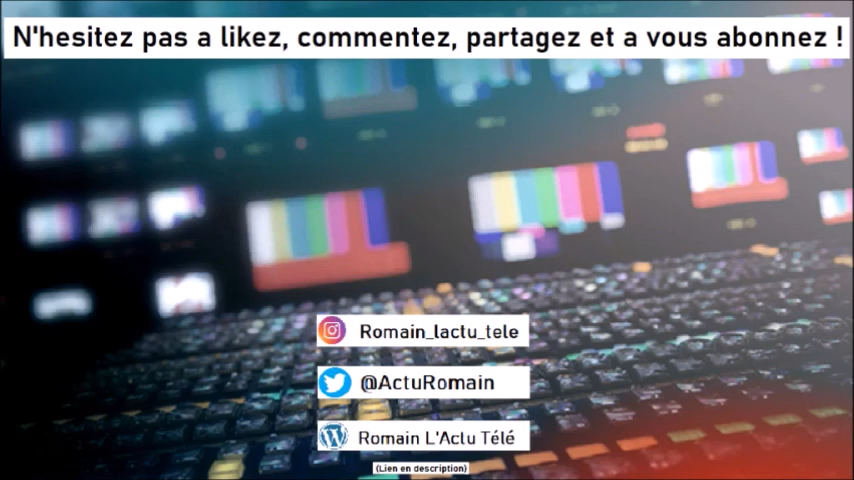 N'hesitez pas a likez, commentez, partagez et a vous abonnez !
Romain_lactu_tele
@ActuRomain
Romain L'Actu Télé
(Lien en description)